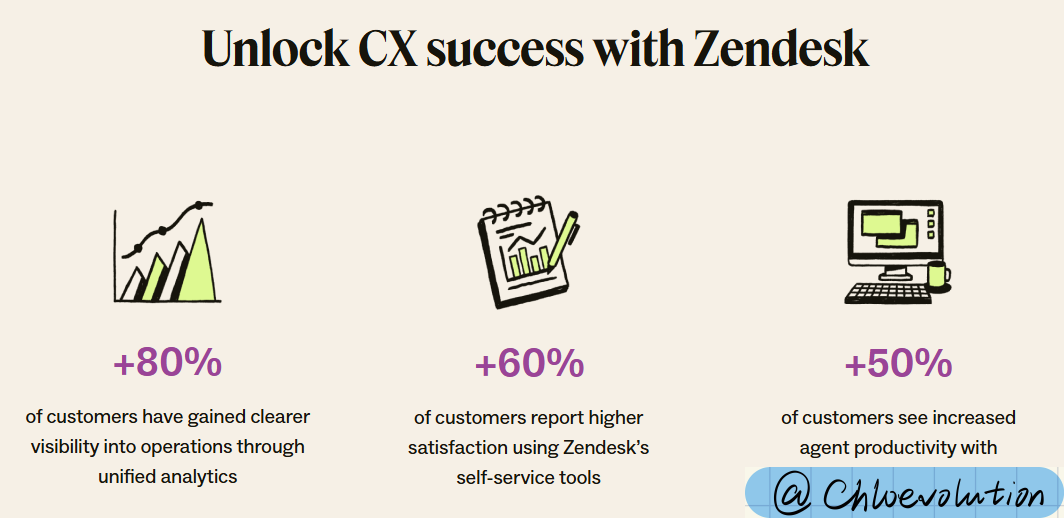 Unlock CX success with Zendesk
+80%
of customers have gained clearer
visibility into operations through
unified analytics
+60%
of customers report higher
satisfaction using Zendesk’s
self-service tools
+50%
of customers see increased
agent productivity with
@Chloevolution